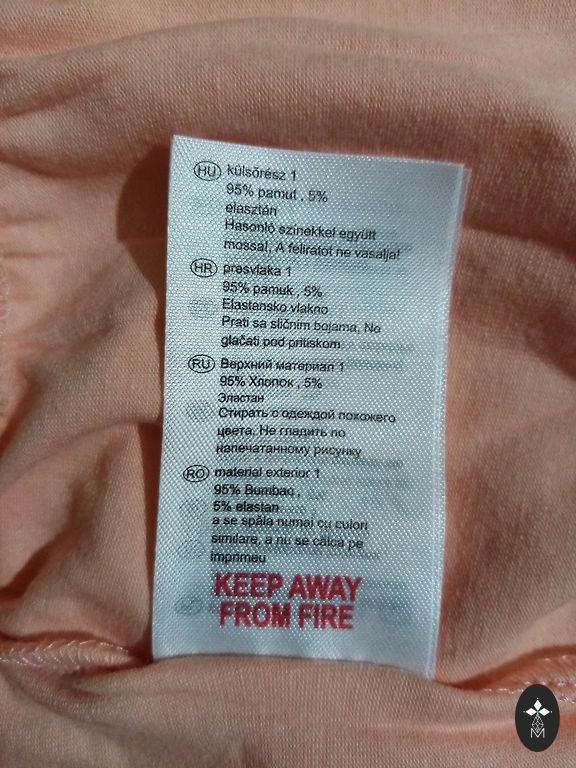 HU külsőrész 1
95% pamut , 5%
elasztán
Hasonló színekkel együtt
mossal, A feliratot ne vasalja!
HR presvlaka 1
95% pamuk , 5%
Elastansko vlakno
Prati sa sličnim bojama, Ne
glačati pod pritiskom
RU Верхний материал 1
95% Хлопок , 5%
Эластан
Стирать с одеждой похожего
цвета. Не гладить по
напечатанному рисунку
RO material exterior 1
95% Bumbac ,
5% elastan
a se spăla numai cu culori
similare, a nu se călca pe
imprimeu
KEEP AWAY
FROM FIRE
M